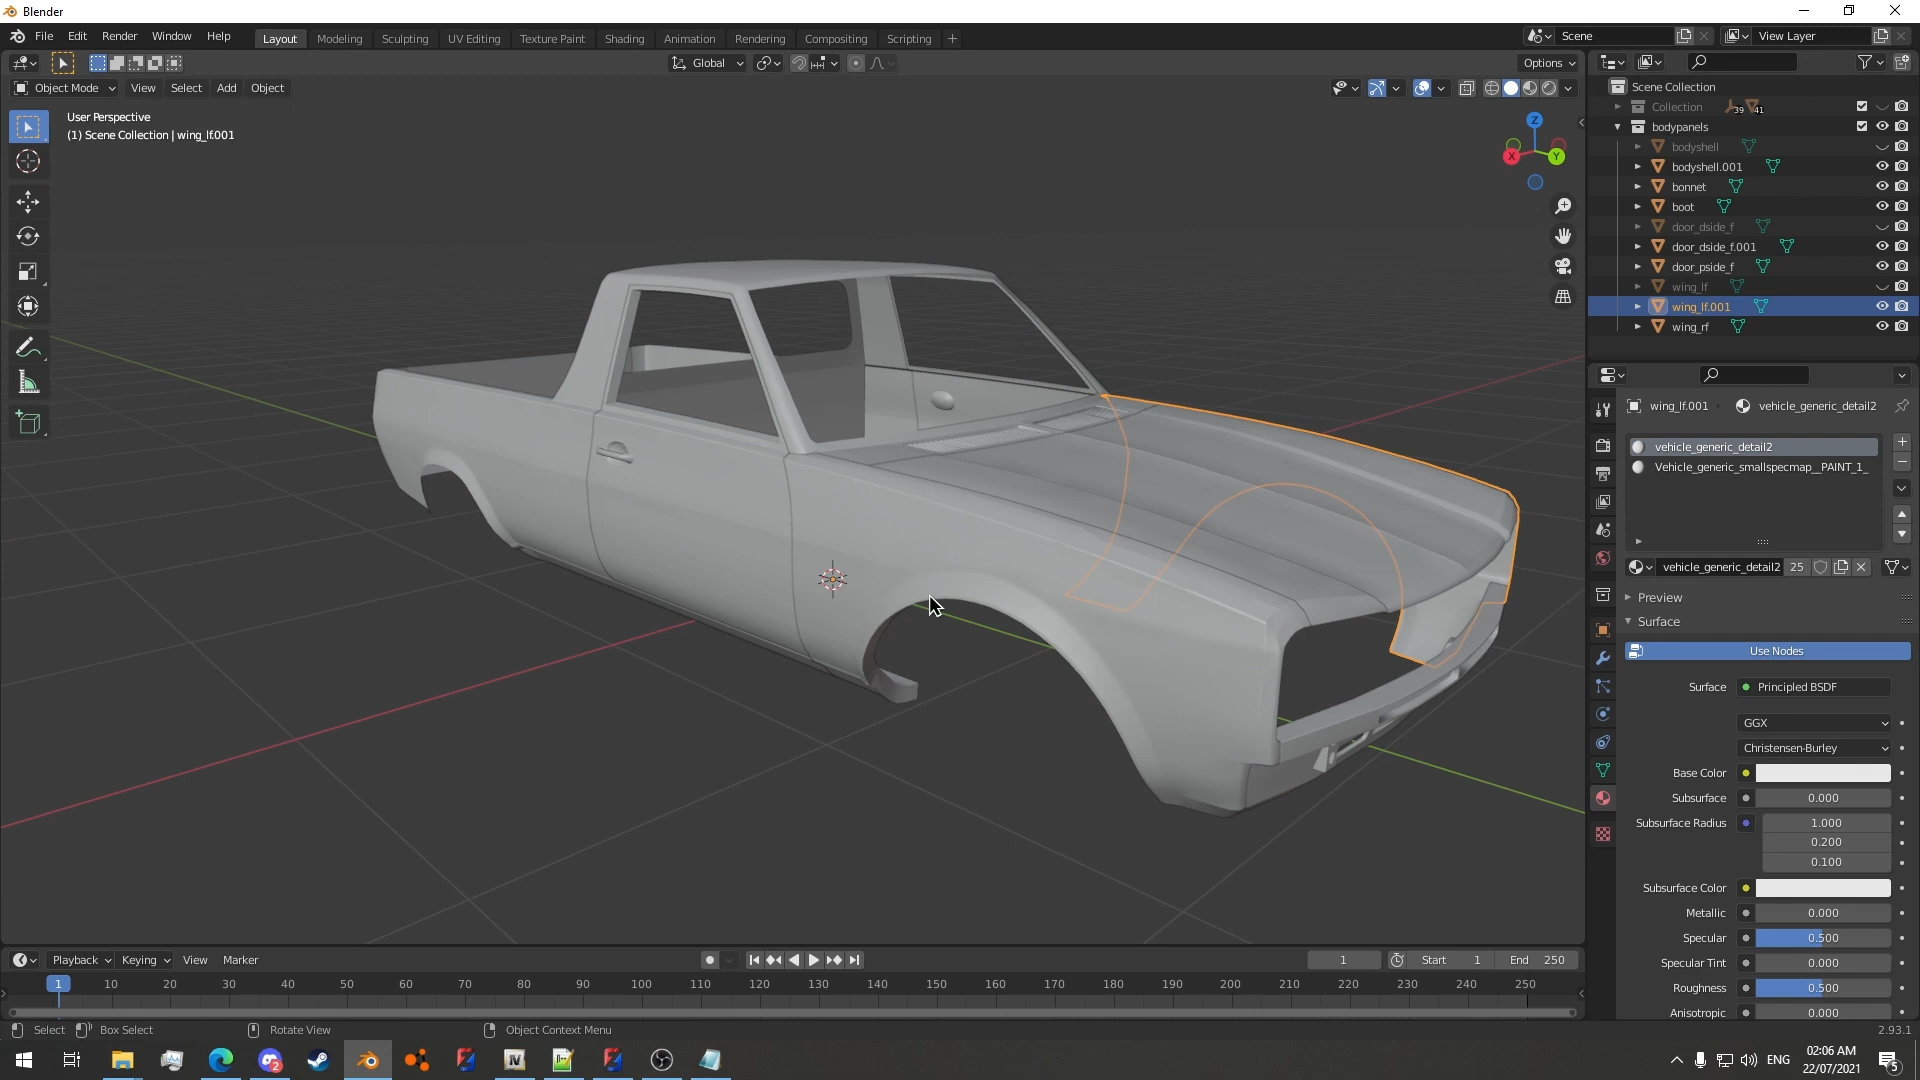 Blender
File Edit Render Window Help
Layout Modeling Sculpting UV Editing Texture Paint Shading Animation Rendering Compositing Scripting +
Scene
View Layer
Global
Options
Object Mode View Select Add Object
User Perspective
(1) Scene Collection | wing_lf.001
Z
X
Y
Scene Collection
Collection 39 41
bodypanels
bodyshell
bodyshell.001
bonnet
boot
door_dside_f
door_dside_f.001
door_pside_f
wing_lf
wing_lf.001
wing_rf
wing_lf.001 vehicle_generic_detail2
vehicle_generic_detail2
Vehicle_generic_smallspecmap__PAINT_1_
vehicle_generic_detail2 25
Preview
Surface
Use Nodes
Surface Principled BSDF
GGX
Christensen-Burley
Base Color
Subsurface 0.000
Subsurface Radius 1.000
0.200
0.100
Subsurface Color
Metallic 0.000
Specular 0.500
Specular Tint 0.000
Roughness 0.500
Anisotropic 0.000
Playback Keying View Marker
1 Start 1 End 250
1 10 20 30 40 50 60 70 80 90 100 110 120 130 140 150 160 170 180 190 200 210 220 230 240 250
Select Box Select Rotate View Object Context Menu
2.93.1
2
IV
ENG
02:06 AM
22/07/2021
5